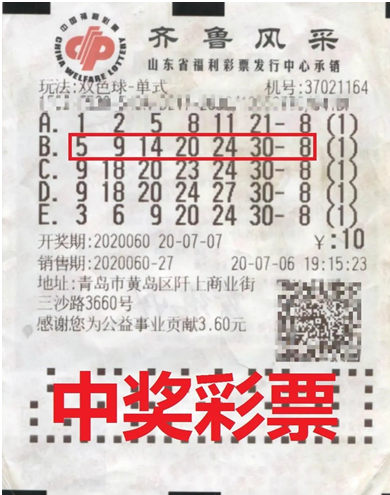 中国福利彩票
CHINA WELFARE LOTTERY
齐鲁风采
山东省福利彩票发行中心承销
玩法:双色球-单式 机号:37021164
A. 1 2 5 8 11 21- 8 (1)
B. 5 9 14 20 24 30- 8 (1)
C. 9 18 20 23 24 30- 8 (1)
D. 9 18 20 24 27 30- 8 (1)
E. 3 6 9 20 24 30- 8 (1)
开奖期:2020060 20-07-07 ¥:10
销售期:2020060-27 20-07-06 19:15:23
地址:青岛市黄岛区阡上商业街
三沙路3660号
感谢您为公益事业贡献3.60元
中奖彩票